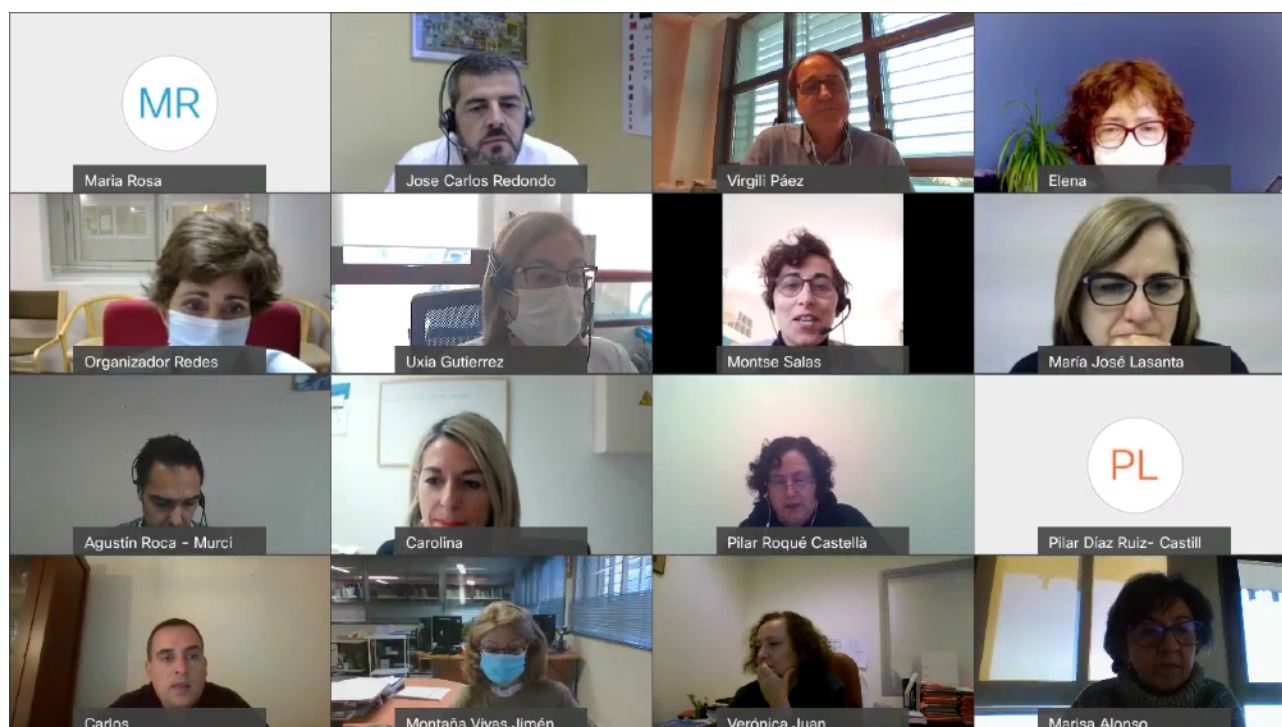 MR
Maria Rosa
Jose Carlos Redondo
Virgili Páez
Elena
Organizador Redes
Uxia Gutierrez
Montse Salas
María José Lasanta
Agustín Roca - Murci
Carolina
Pilar Roqué Castellà
PL
Pilar Díaz Ruiz- Castill
Carlos
Montaña Vivas Jimén
Verónica Juan
Marisa Alonso